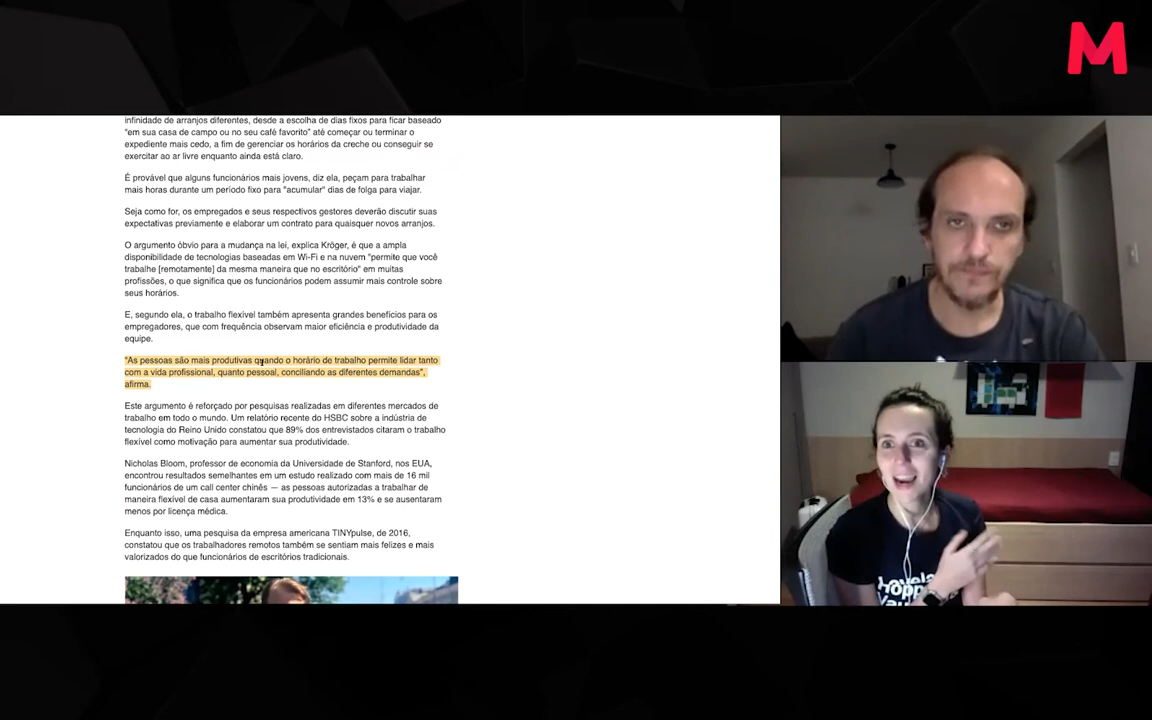 M
infinidade de arranjos diferentes, desde a escolha de dias fixos para ficar baseado
"em sua casa de campo ou no seu café favorito" até começar ou terminar o
expediente mais cedo, a fim de gerenciar os horários da creche ou conseguir se
exercitar ao ar livre enquanto ainda está claro.
É provável que alguns funcionários mais jovens, diz ela, peçam para trabalhar
mais horas durante um período fixo para "acumular" dias de folga para viajar.
Seja como for, os empregados e seus respectivos gestores deverão discutir suas
expectativas previamente e elaborar um contrato para quaisquer novos arranjos.
O argumento óbvio para a mudança na lei, explica Kröger, é que a ampla
disponibilidade de tecnologias baseadas em Wi-Fi e na nuvem "permite que você
trabalhe [remotamente] da mesma maneira que no escritório" em muitas
profissões, o que significa que os funcionários podem assumir mais controle sobre
seus horários.
E, segundo ela, o trabalho flexível também apresenta grandes benefícios para os
empregadores, que com frequência observam maior eficiência e produtividade da
equipe.
"As pessoas são mais produtivas quando o horário de trabalho permite lidar tanto
com a vida profissional, quanto pessoal, conciliando as diferentes demandas",
afirma.
Este argumento é reforçado por pesquisas realizadas em diferentes mercados de
trabalho em todo o mundo. Um relatório recente do HSBC sobre a indústria de
tecnologia do Reino Unido constatou que 89% dos entrevistados citaram o trabalho
flexível como motivação para aumentar sua produtividade.
Nicholas Bloom, professor de economia da Universidade de Stanford, nos EUA,
encontrou resultados semelhantes em um estudo realizado com mais de 16 mil
funcionários de um call center chinês — as pessoas autorizadas a trabalhar de
maneira flexível de casa aumentaram sua produtividade em 13% e se ausentaram
menos por licença médica.
Enquanto isso, uma pesquisa da empresa americana TINYpulse, de 2016,
constatou que os trabalhadores remotos também se sentiam mais felizes e mais
valorizados do que funcionários de escritórios tradicionais.